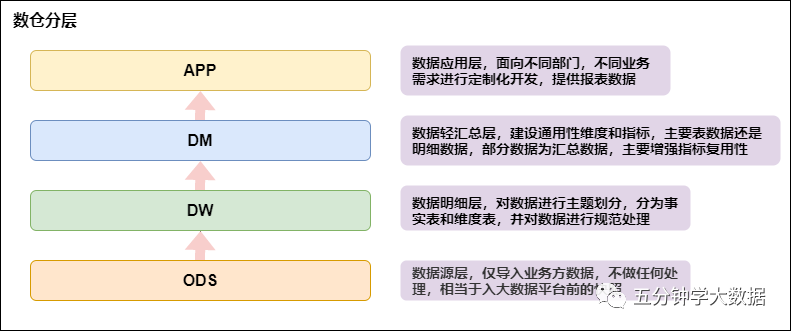 数仓分层
APP
数据应用层，面向不同部门，不同业务
需求进行定制化开发，提供报表数据
DM
数据轻汇总层，建设通用性维度和指标，主要表数据还是
明细数据，部分数据为汇总数据，主要增强指标复用性
DW
数据明细层，对数据进行主题划分，分为事
实表和维度表，并对数据进行规范处理
ODS
数据源层，仅导入业务方数据，不做任何处
理，相当于入大数据平台前的
五分钟学大数据